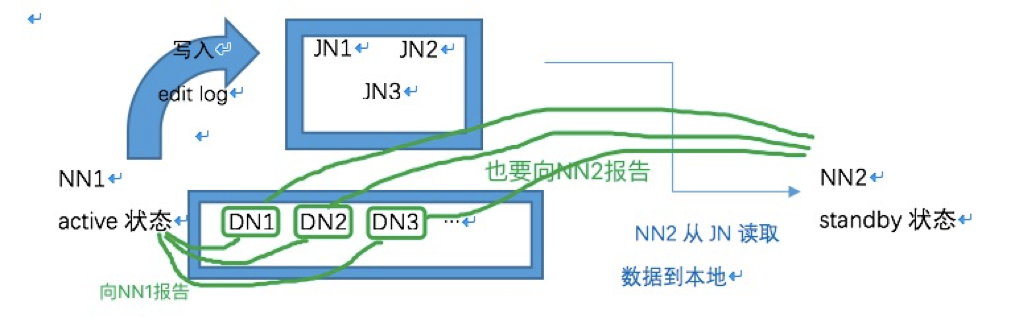 写入
edit log
JN1 JN2
JN3
NN1
active 状态
DN1 DN2 DN3 ...
也要向NN2报告
向NN1报告
NN2
standby 状态
NN2 从 JN 读取
数据到本地